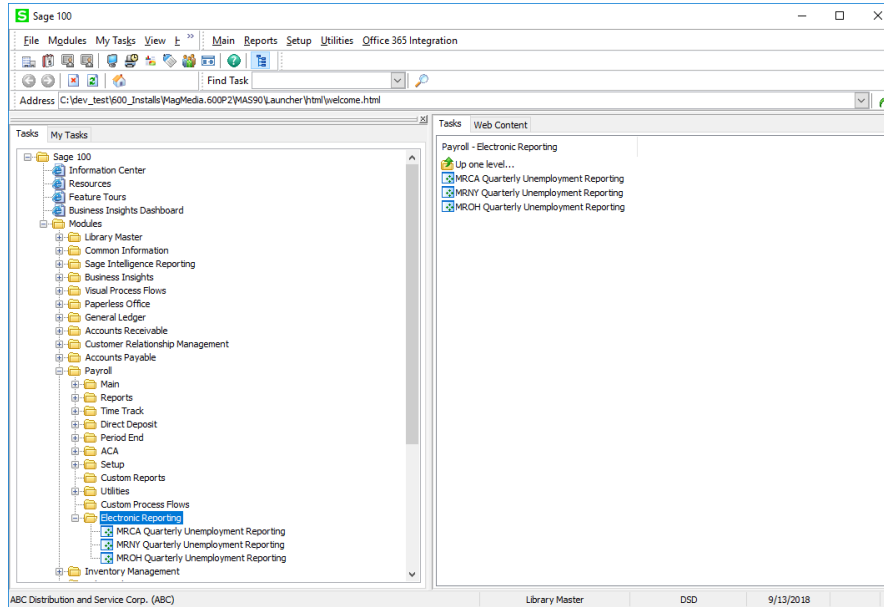 Sage 100
File Modules My Tasks View » Main Reports Setup Utilities Office 365 Integration
Find Task
Address C:\dev_test\600_Installs\MagMedia.600P2\MAS90\Launcher\html\welcome.html
Tasks My Tasks
Sage 100
Information Center
Resources
Feature Tours
Business Insights Dashboard
Modules
Library Master
Common Information
Sage Intelligence Reporting
Business Insights
Visual Process Flows
Paperless Office
General Ledger
Accounts Receivable
Customer Relationship Management
Accounts Payable
Payroll
Main
Reports
Time Track
Direct Deposit
Period End
ACA
Setup
Custom Reports
Utilities
Custom Process Flows
Electronic Reporting
MRCA Quarterly Unemployment Reporting
MRNY Quarterly Unemployment Reporting
MROH Quarterly Unemployment Reporting
Inventory Management
Tasks Web Content
Payroll - Electronic Reporting
Up one level...
MRCA Quarterly Unemployment Reporting
MRNY Quarterly Unemployment Reporting
MROH Quarterly Unemployment Reporting
ABC Distribution and Service Corp. (ABC) Library Master DSD 9/13/2018